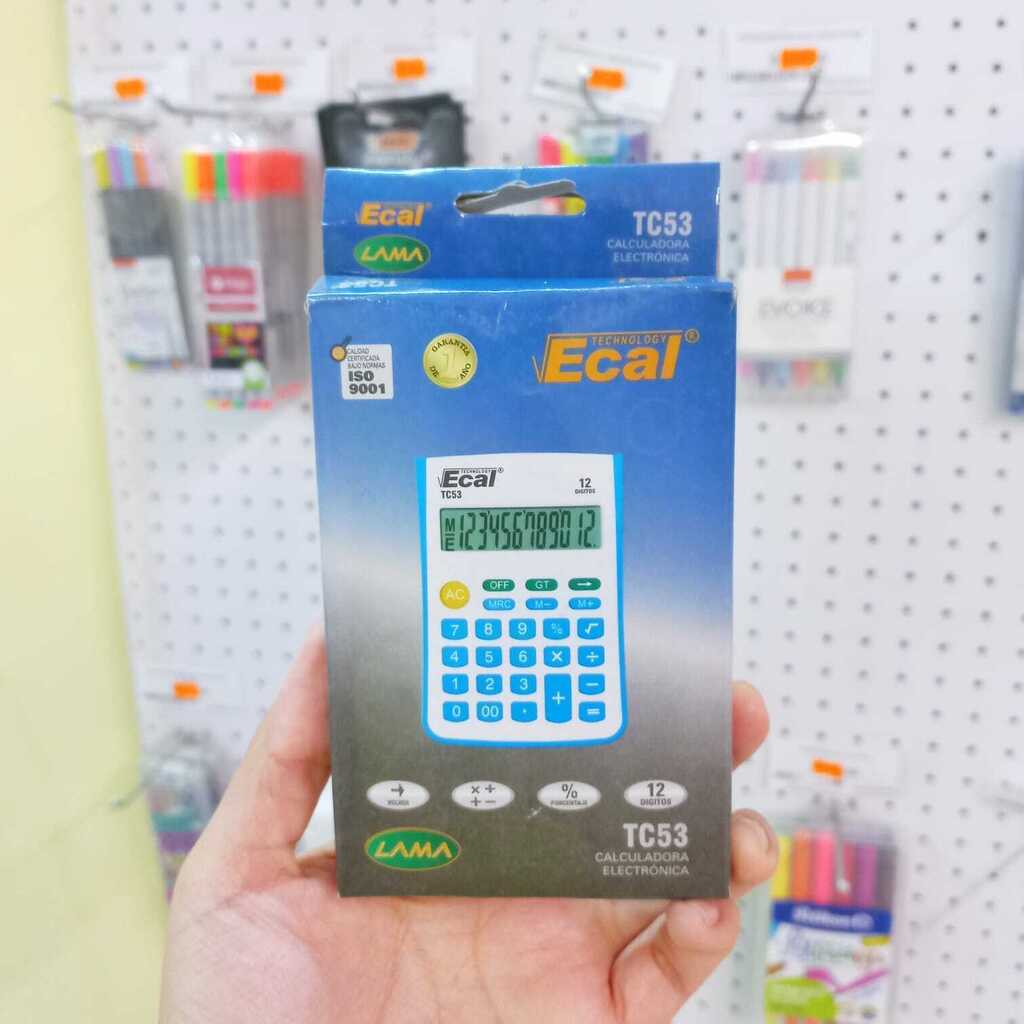 Ecal®
LAMA
TC53
CALCULADORA
ELECTRÓNICA
TC53
Ecal
CALIDAD
CERTIFICADA
BAJO NORMAS
ISO
9001
GARANTIA
1
DE AÑO
TECHNOLOGY
Ecal®
TECHNOLOGY
Ecal®
TC53
12
DIGITOS
M
E
123456789012
OFF GT →
AC
MRC M− M+
7 8 9 % √
4 5 6 × ÷
1 2 3 + −
0 00 . =
% 
12
PORCENTAJE
DIGITOS
LAMA
TC53
CALCULADORA
ELECTRÓNICA
EVOKE